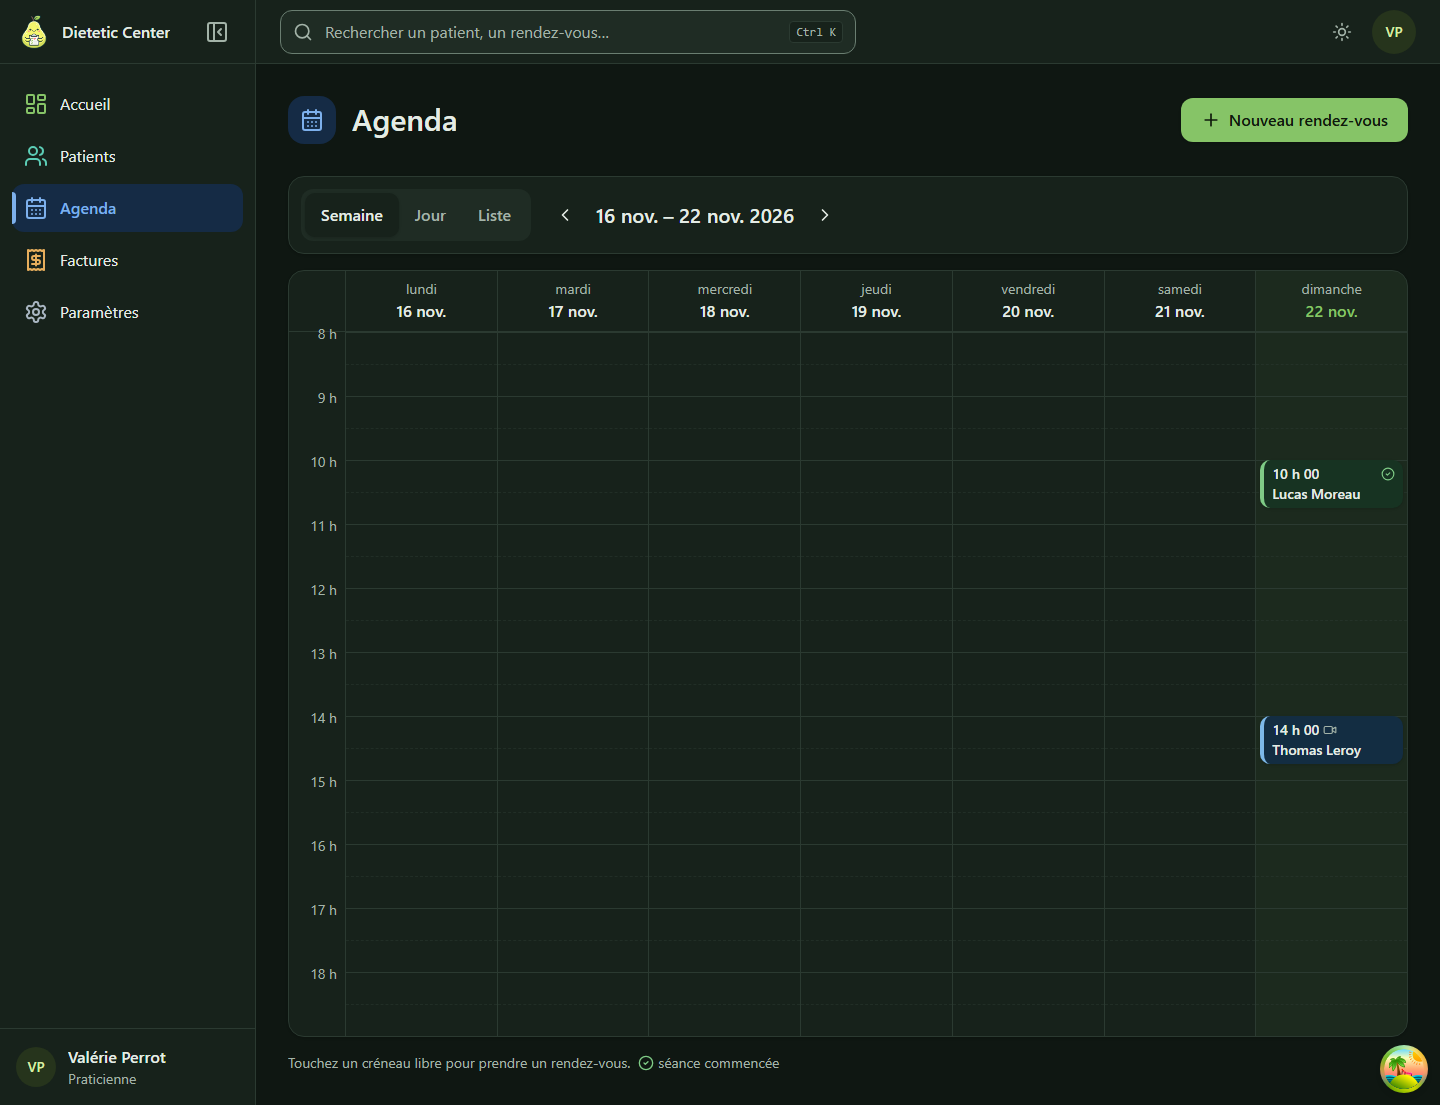 Dietetic Center
Rechercher un patient, un rendez-vous...
Ctrl K
VP
Accueil
Patients
Agenda
Factures
Paramètres
Agenda
Nouveau rendez-vous
Semaine
Jour
Liste
16 nov. – 22 nov. 2026
lundi
16 nov.
mardi
17 nov.
mercredi
18 nov.
jeudi
19 nov.
vendredi
20 nov.
samedi
21 nov.
dimanche
22 nov.
8 h
9 h
10 h
10 h 00
Lucas Moreau
11 h
12 h
13 h
14 h
14 h 00
Thomas Leroy
15 h
16 h
17 h
18 h
Touchez un créneau libre pour prendre un rendez-vous.
séance commencée
VP
Valérie Perrot
Praticienne